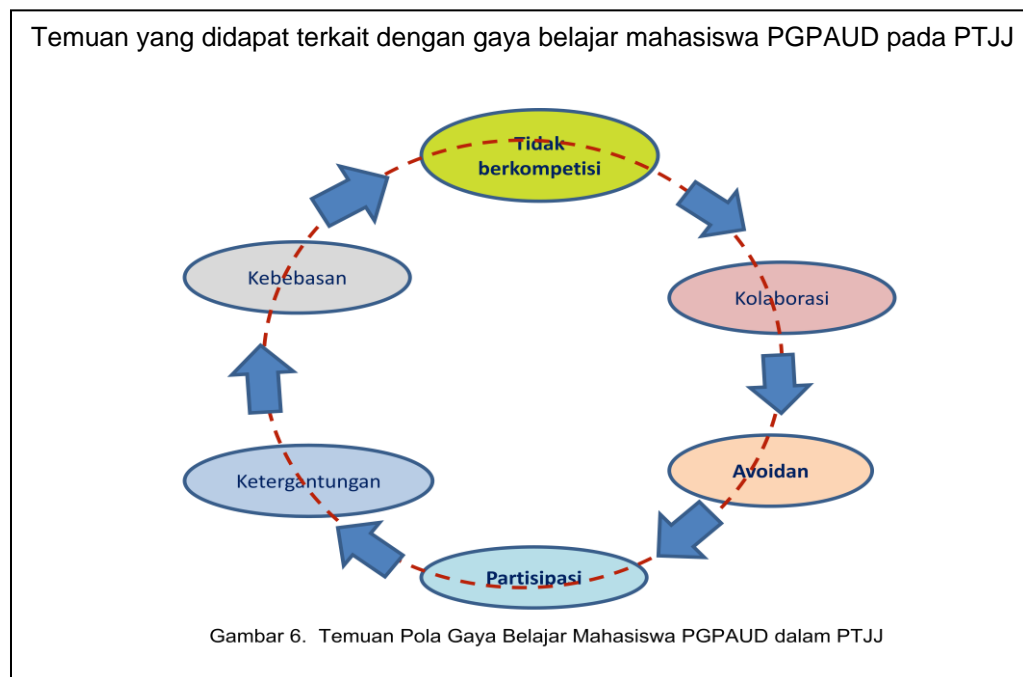 Temuan yang didapat terkait dengan gaya belajar mahasiswa PGPAUD pada PTJJ
Tidak
berkompetisi
Kebebasan
Kolaborasi
Ketergantungan
Avoidan
Partisipasi
Gambar 6. Temuan Pola Gaya Belajar Mahasiswa PGPAUD dalam PTJJ